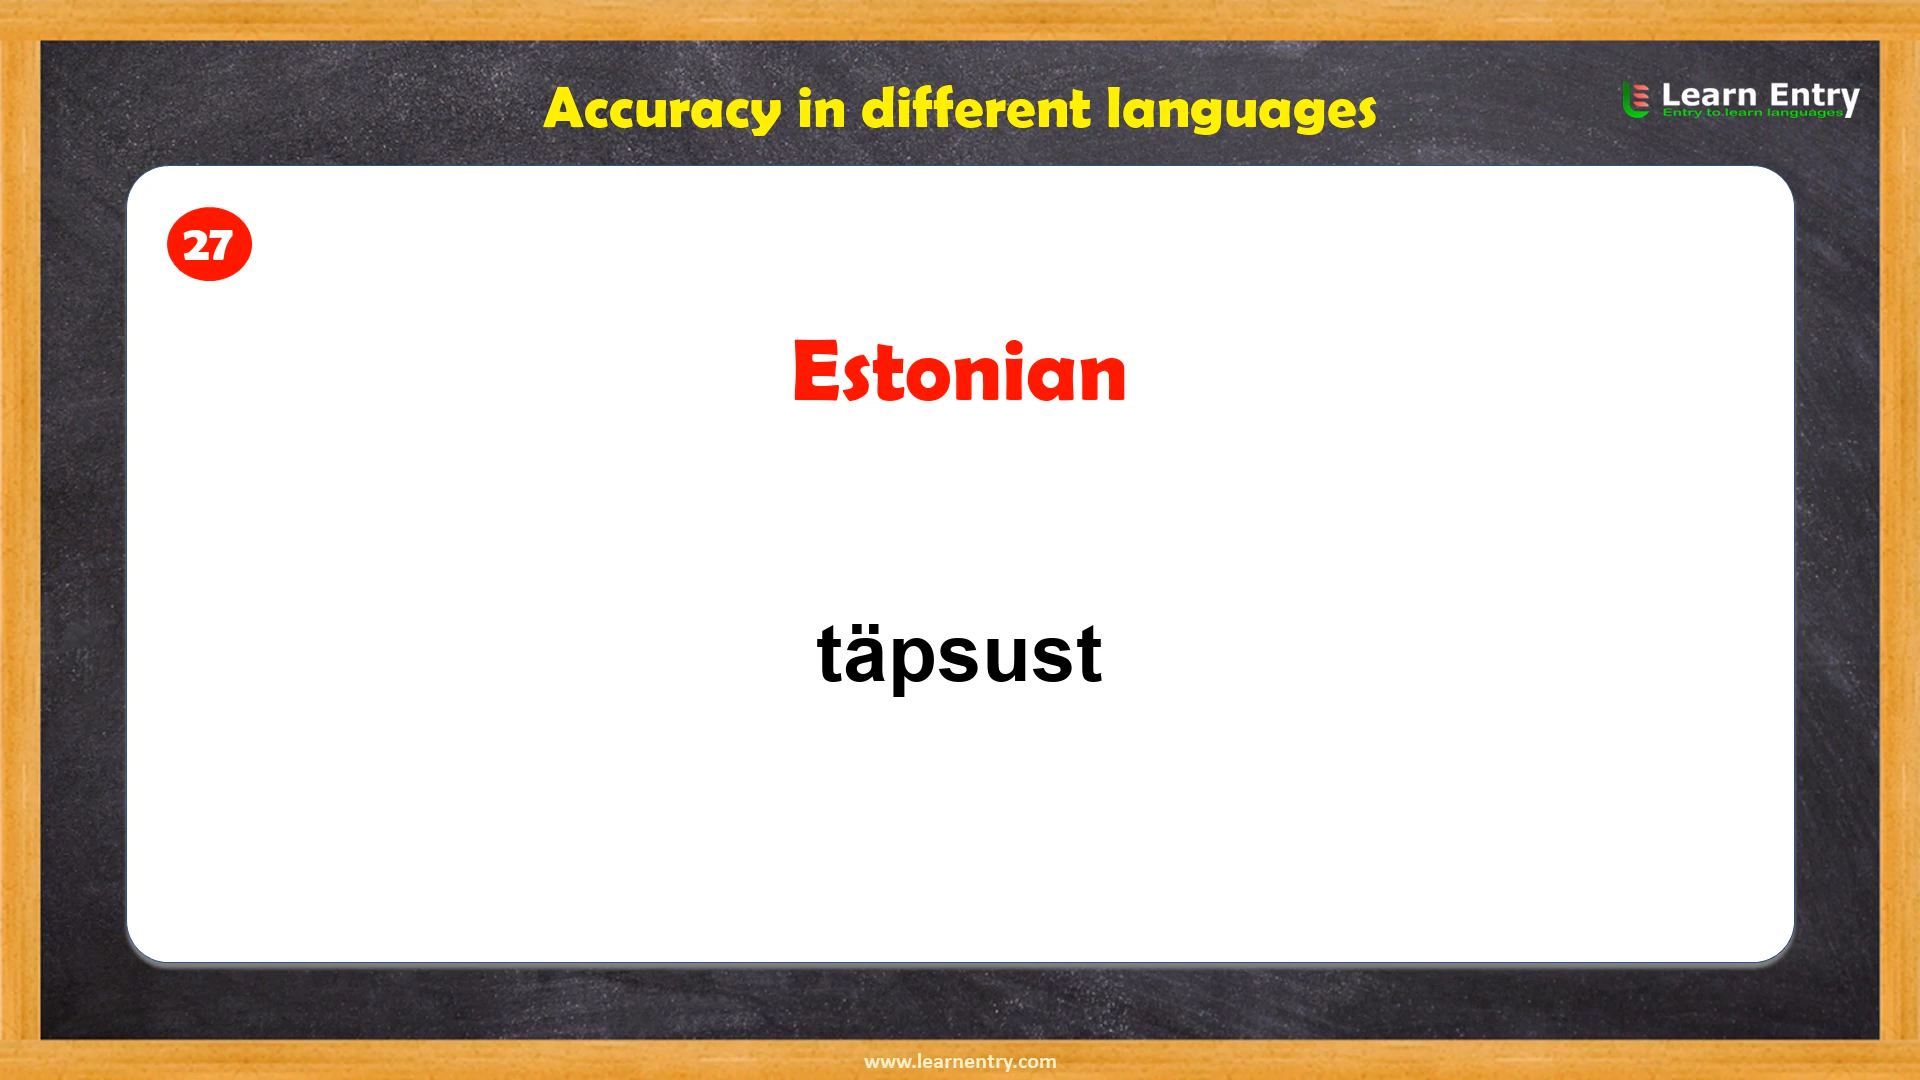 Accuracy in different languages
Learn Entry
Entry to learn languages
27
Estonian
täpsust
www.learnentry.com